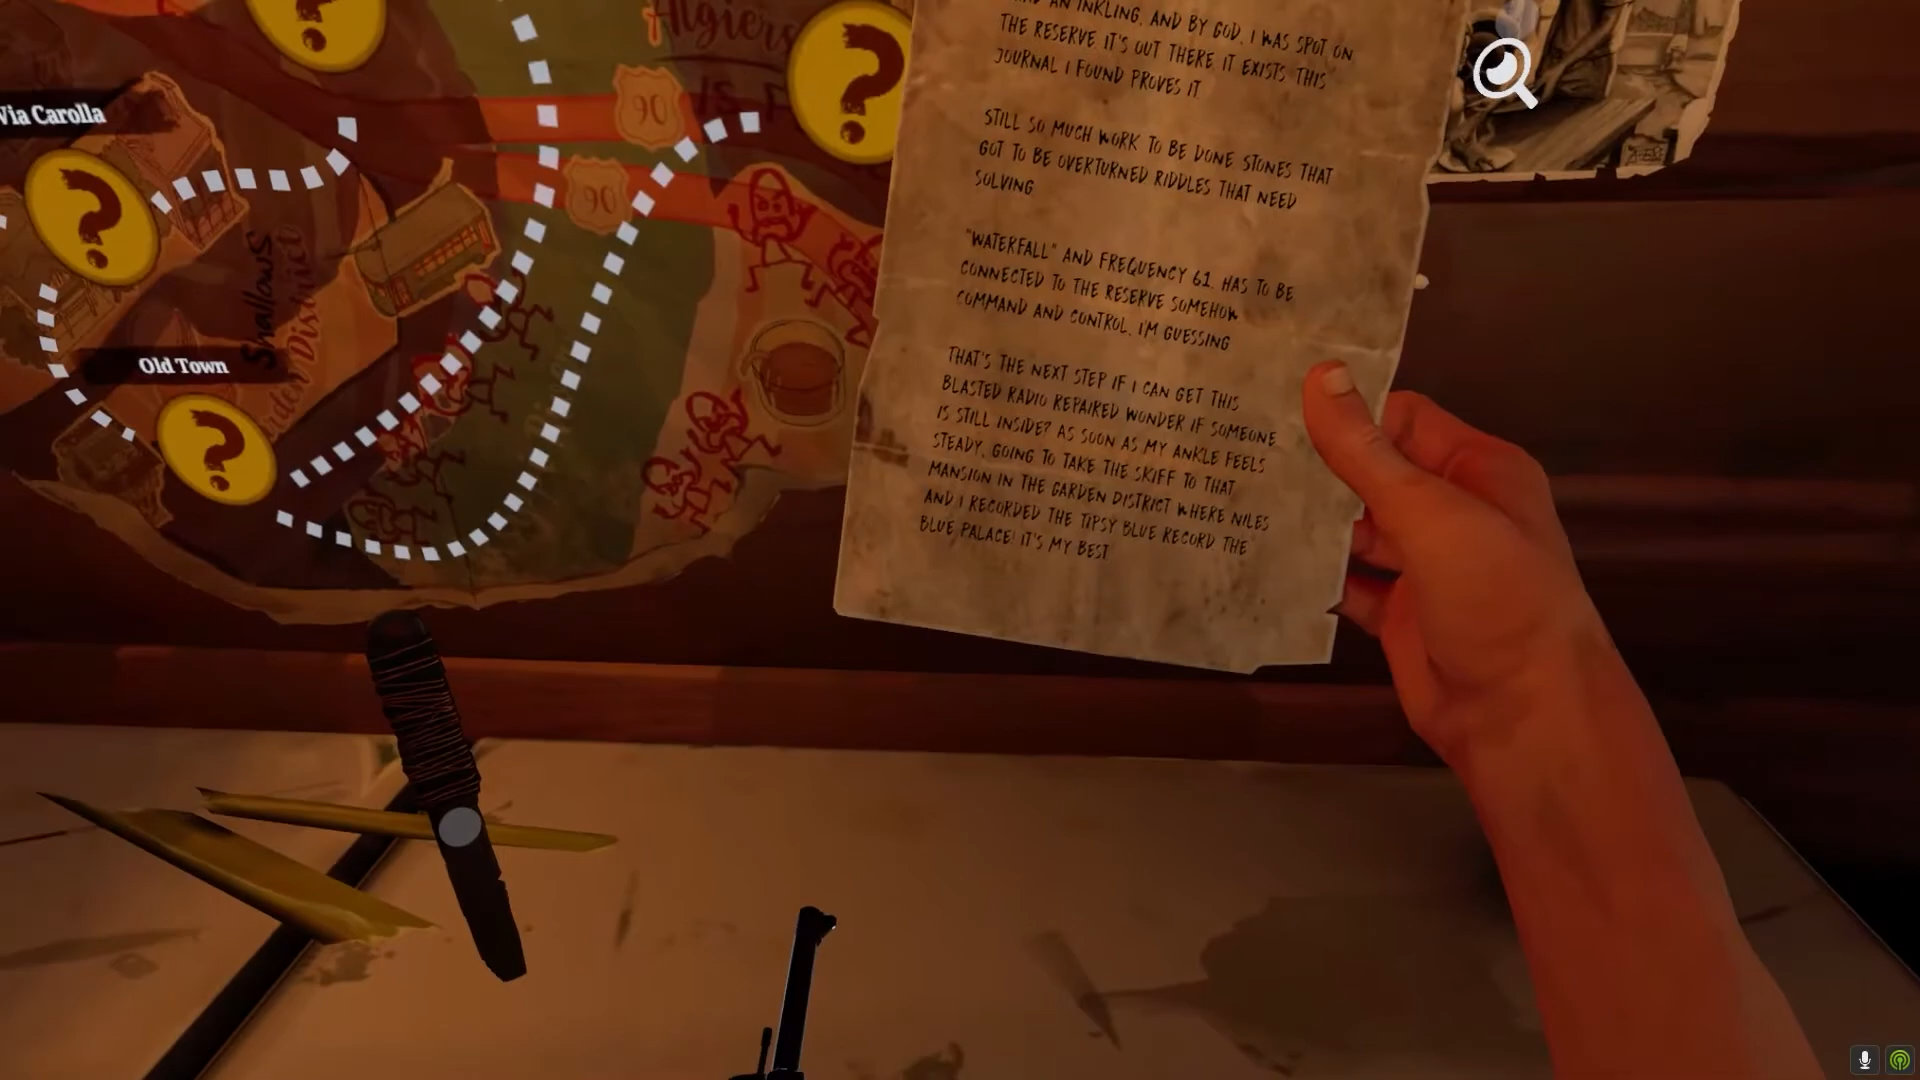 Algiers
IS F
90
90
Via Carolla
Shallows
Garden District
Old Town
AN INKLING, AND BY GOD, I WAS SPOT ON
THE RESERVE. IT'S OUT THERE. IT EXISTS THIS
JOURNAL I FOUND PROVES IT
STILL SO MUCH WORK TO BE DONE STONES THAT
GOT TO BE OVERTURNED RIDDLES THAT NEED
SOLVING
"WATERFALL" AND FREQUENCY 61. HAS TO BE
CONNECTED TO THE RESERVE SOMEHOW
COMMAND AND CONTROL, I'M GUESSING
THAT'S THE NEXT STEP IF I CAN GET THIS
BLASTED RADIO REPAIRED WONDER IF SOMEONE
IS STILL INSIDE? AS SOON AS MY ANKLE FEELS
STEADY, GOING TO TAKE THE SKIFF TO THAT
MANSION IN THE GARDEN DISTRICT WHERE NILES
AND I RECORDED THE TIPSY BLUE RECORD. THE
BLUE PALACE! IT'S MY BEST